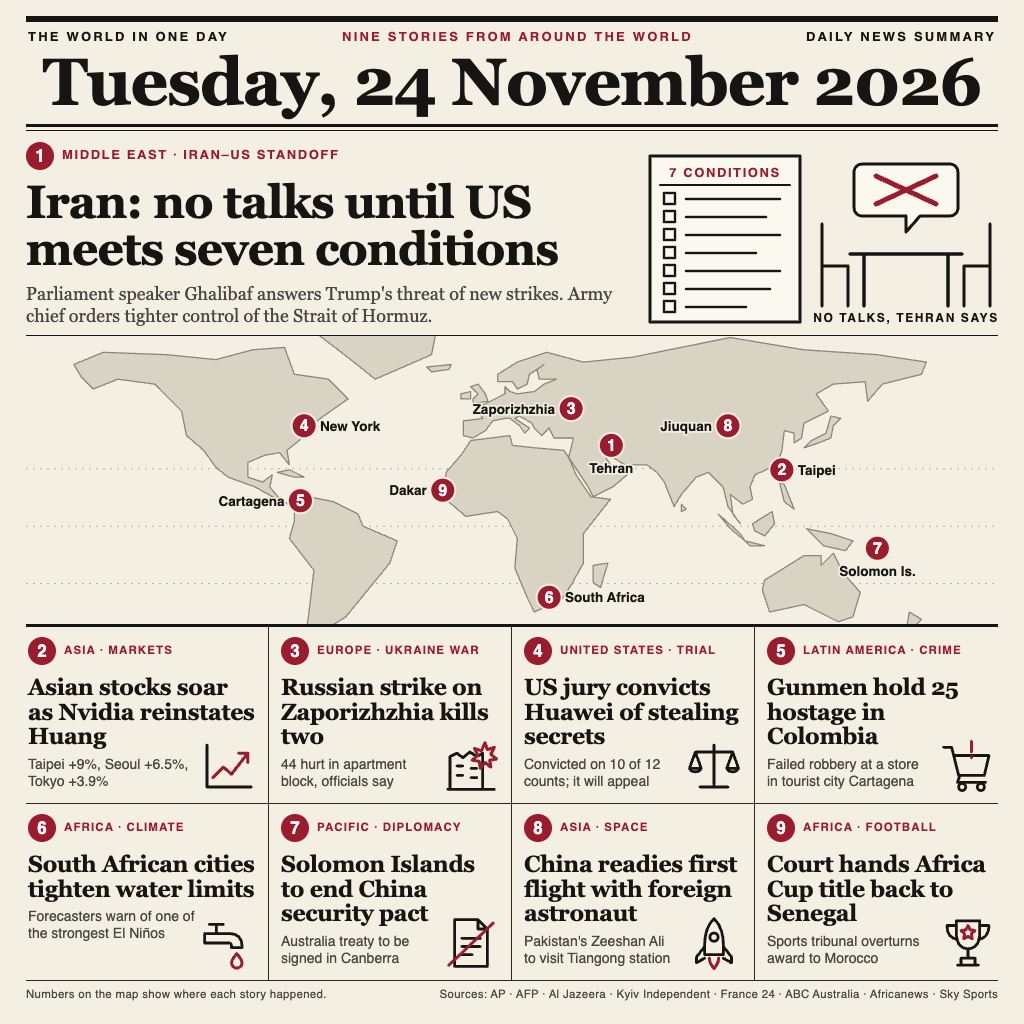 THE WORLD IN ONE DAY
NINE STORIES FROM AROUND THE WORLD
DAILY NEWS SUMMARY
Tuesday, 24 November 2026
1 MIDDLE EAST · IRAN–US STANDOFF
Iran: no talks until US
meets seven conditions
Parliament speaker Ghalibaf answers Trump's threat of new strikes. Army
chief orders tighter control of the Strait of Hormuz.
7 CONDITIONS
NO TALKS, TEHRAN SAYS
Zaporizhzhia 3
4 New York
Jiuquan 8
1
Tehran
2 Taipei
Dakar 9
Cartagena 5
7
Solomon Is.
6 South Africa
2 ASIA · MARKETS
Asian stocks soar
as Nvidia reinstates
Huang
Taipei +9%, Seoul +6.5%,
Tokyo +3.9%
3 EUROPE · UKRAINE WAR
Russian strike on
Zaporizhzhia kills
two
44 hurt in apartment
block, officials say
4 UNITED STATES · TRIAL
US jury convicts
Huawei of stealing
secrets
Convicted on 10 of 12
counts; it will appeal
5 LATIN AMERICA · CRIME
Gunmen hold 25
hostage in
Colombia
Failed robbery at a store
in tourist city Cartagena
6 AFRICA · CLIMATE
South African cities
tighten water limits
Forecasters warn of one of
the strongest El Niños
7 PACIFIC · DIPLOMACY
Solomon Islands
to end China
security pact
Australia treaty to be
signed in Canberra
8 ASIA · SPACE
China readies first
flight with foreign
astronaut
Pakistan's Zeeshan Ali
to visit Tiangong station
9 AFRICA · FOOTBALL
Court hands Africa
Cup title back to
Senegal
Sports tribunal overturns
award to Morocco
Numbers on the map show where each story happened.
Sources: AP · AFP · Al Jazeera · Kyiv Independent · France 24 · ABC Australia · Africanews · Sky Sports